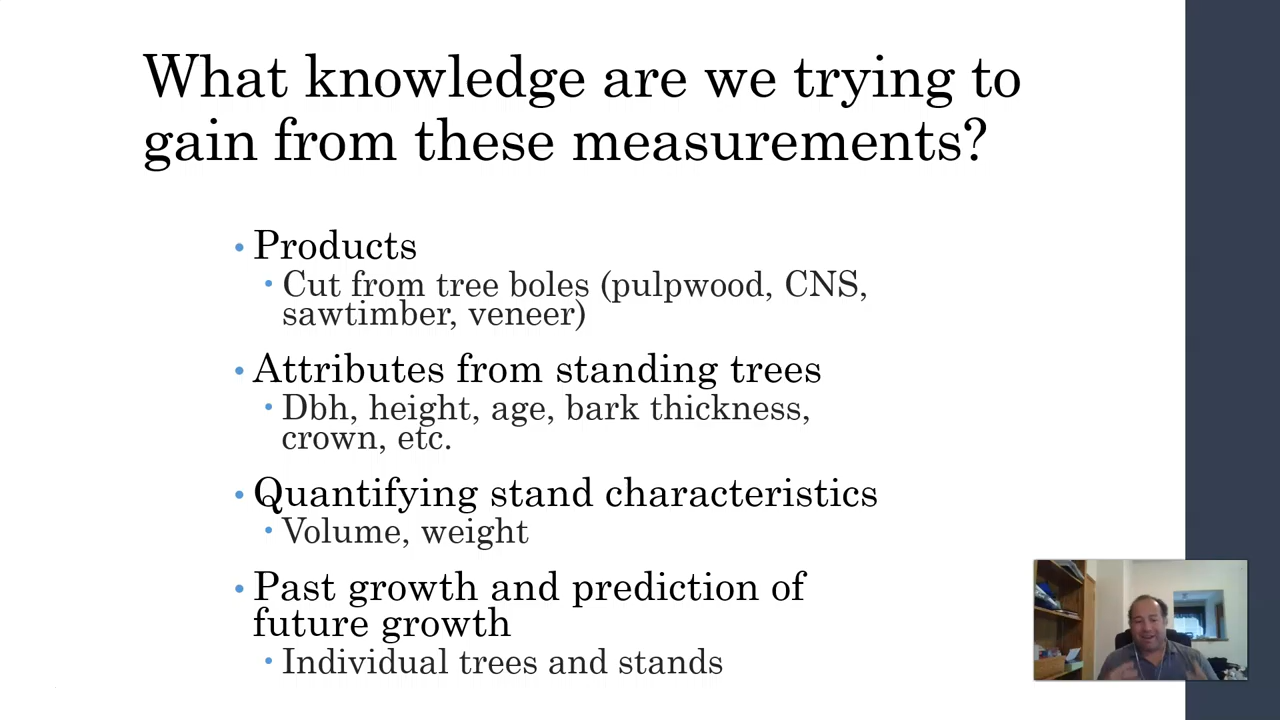 What knowledge are we trying to
gain from these measurements?
• Products
• Cut from tree boles (pulpwood, CNS,
sawtimber, veneer)
• Attributes from standing trees
• Dbh, height, age, bark thickness,
crown, etc.
• Quantifying stand characteristics
• Volume, weight
• Past growth and prediction of
future growth
• Individual trees and stands